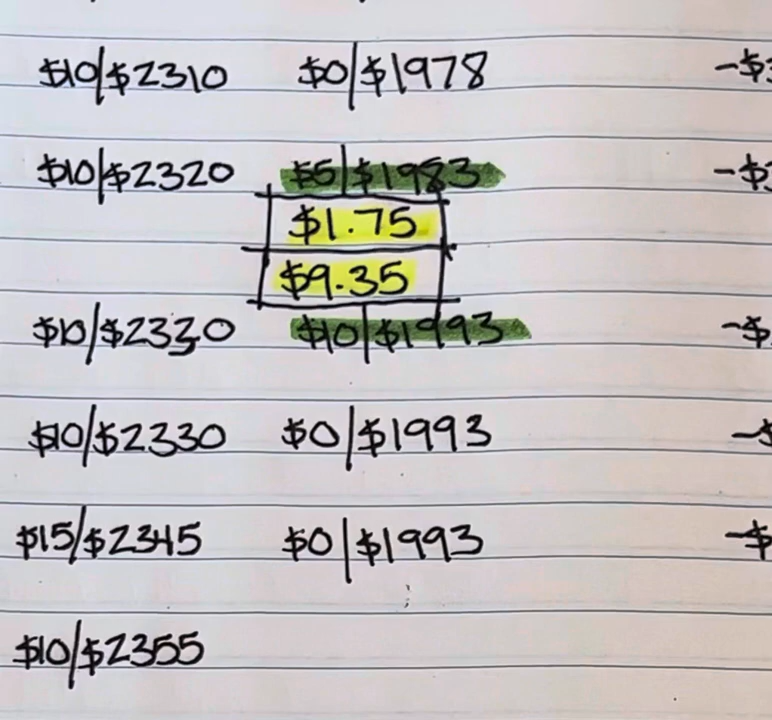 $10/$2310 $0/$1978 -$
$10/$2320 $5/$1983 -$
$1.75
$9.35
$10/$2330 $10/$1993 -$
$10/$2330 $0/$1993 -$
$15/$2345 $0/$1993 -$
$10/$2355